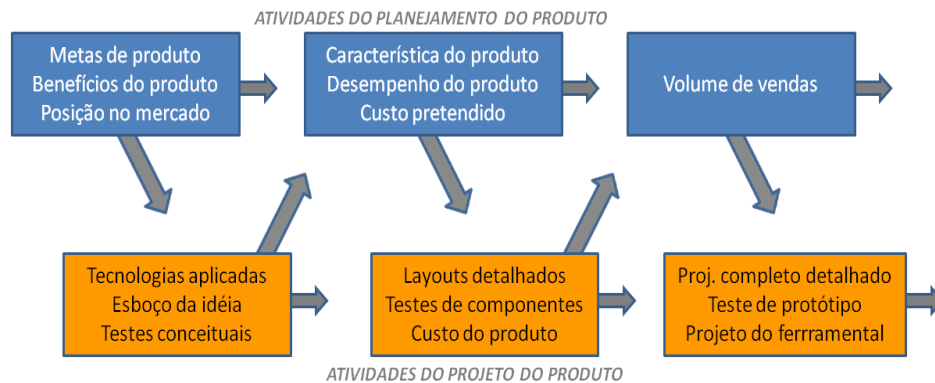 ATIVIDADES DO PLANEJAMENTO DO PRODUTO
Metas de produto
Benefícios do produto
Posição no mercado
Característica do produto
Desempenho do produto
Custo pretendido
Volume de vendas
Tecnologias aplicadas
Esboço da idéia
Testes conceituais
Layouts detalhados
Testes de componentes
Custo do produto
Proj. completo detalhado
Teste de protótipo
Projeto do ferrramental
ATIVIDADES DO PROJETO DO PRODUTO